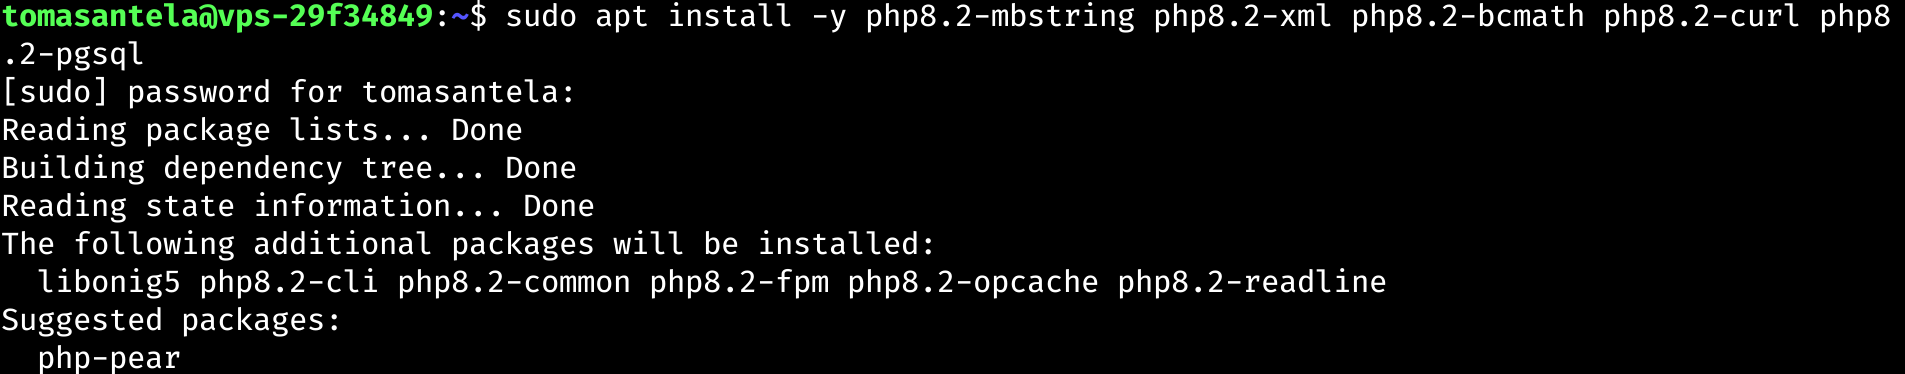 tomasantela@vps-29f34849:~$ sudo apt install -y php8.2-mbstring php8.2-xml php8.2-bcmath php8.2-curl php8
.2-pgsql
[sudo] password for tomasantela:
Reading package lists... Done
Building dependency tree... Done
Reading state information... Done
The following additional packages will be installed:
  libonig5 php8.2-cli php8.2-common php8.2-fpm php8.2-opcache php8.2-readline
Suggested packages:
  php-pear